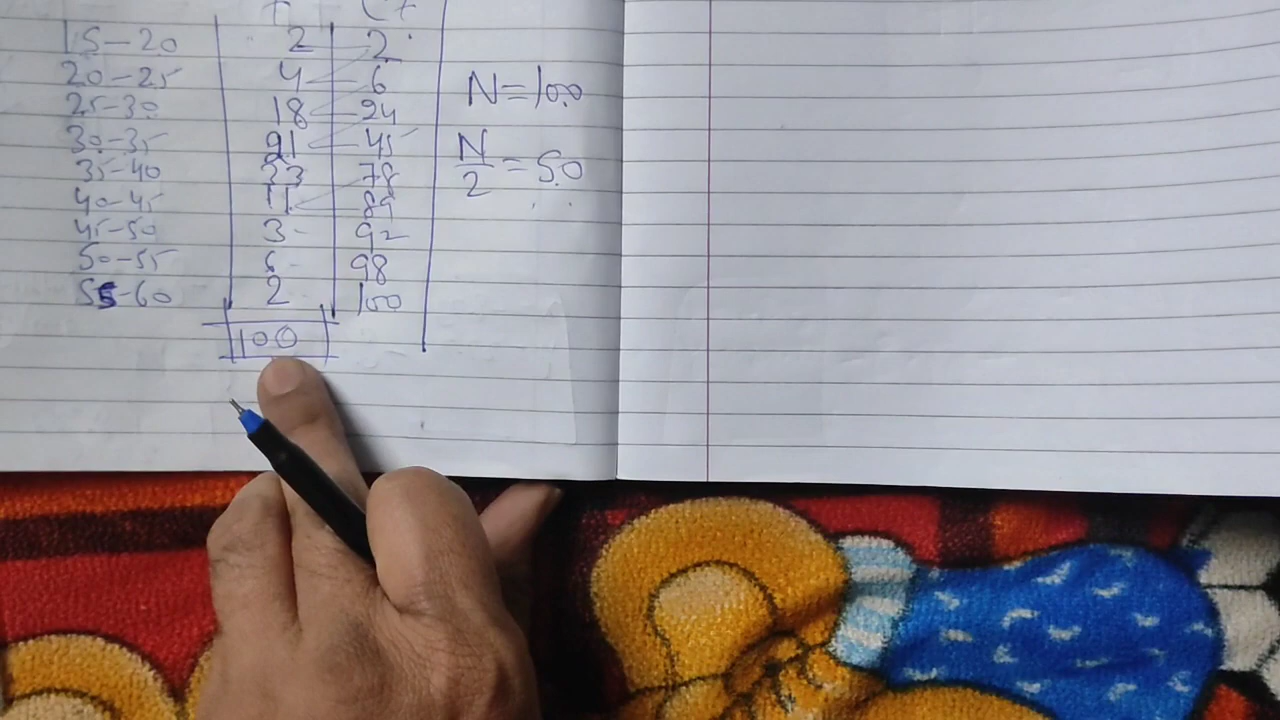 15-20 2 2
20-25 4 6
25-30 18 24
30-35 21 45
35-40 33 78
40-45 11 89
45-50 3 92
50-55 6 98
55-60 2 100
100
N=100
N/2=50